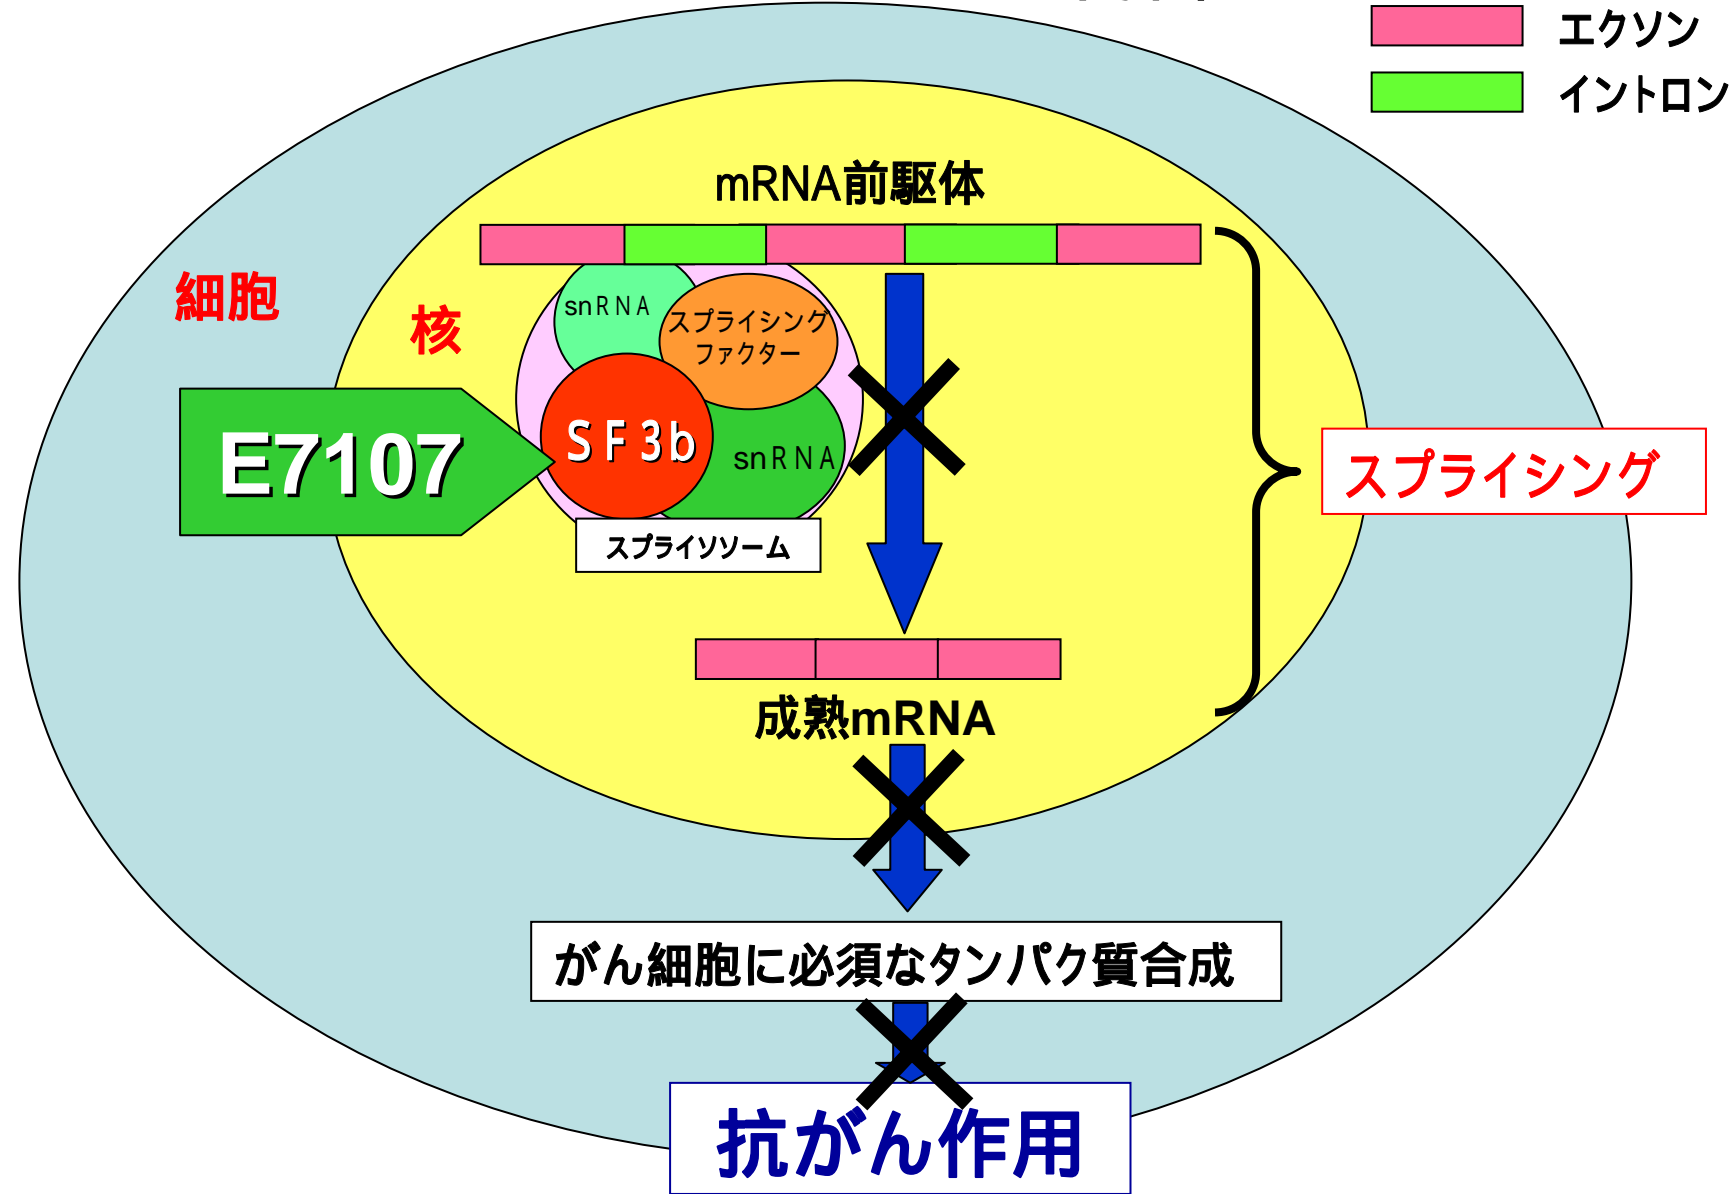 エクソン
イントロン
mRNA前駆体
細胞
核
snRNA
スプライシング
ファクター
E7107
SF3b
snRNA
スプライシング
スプライソソーム
成熟mRNA
がん細胞に必須なタンパク質合成
抗がん作用